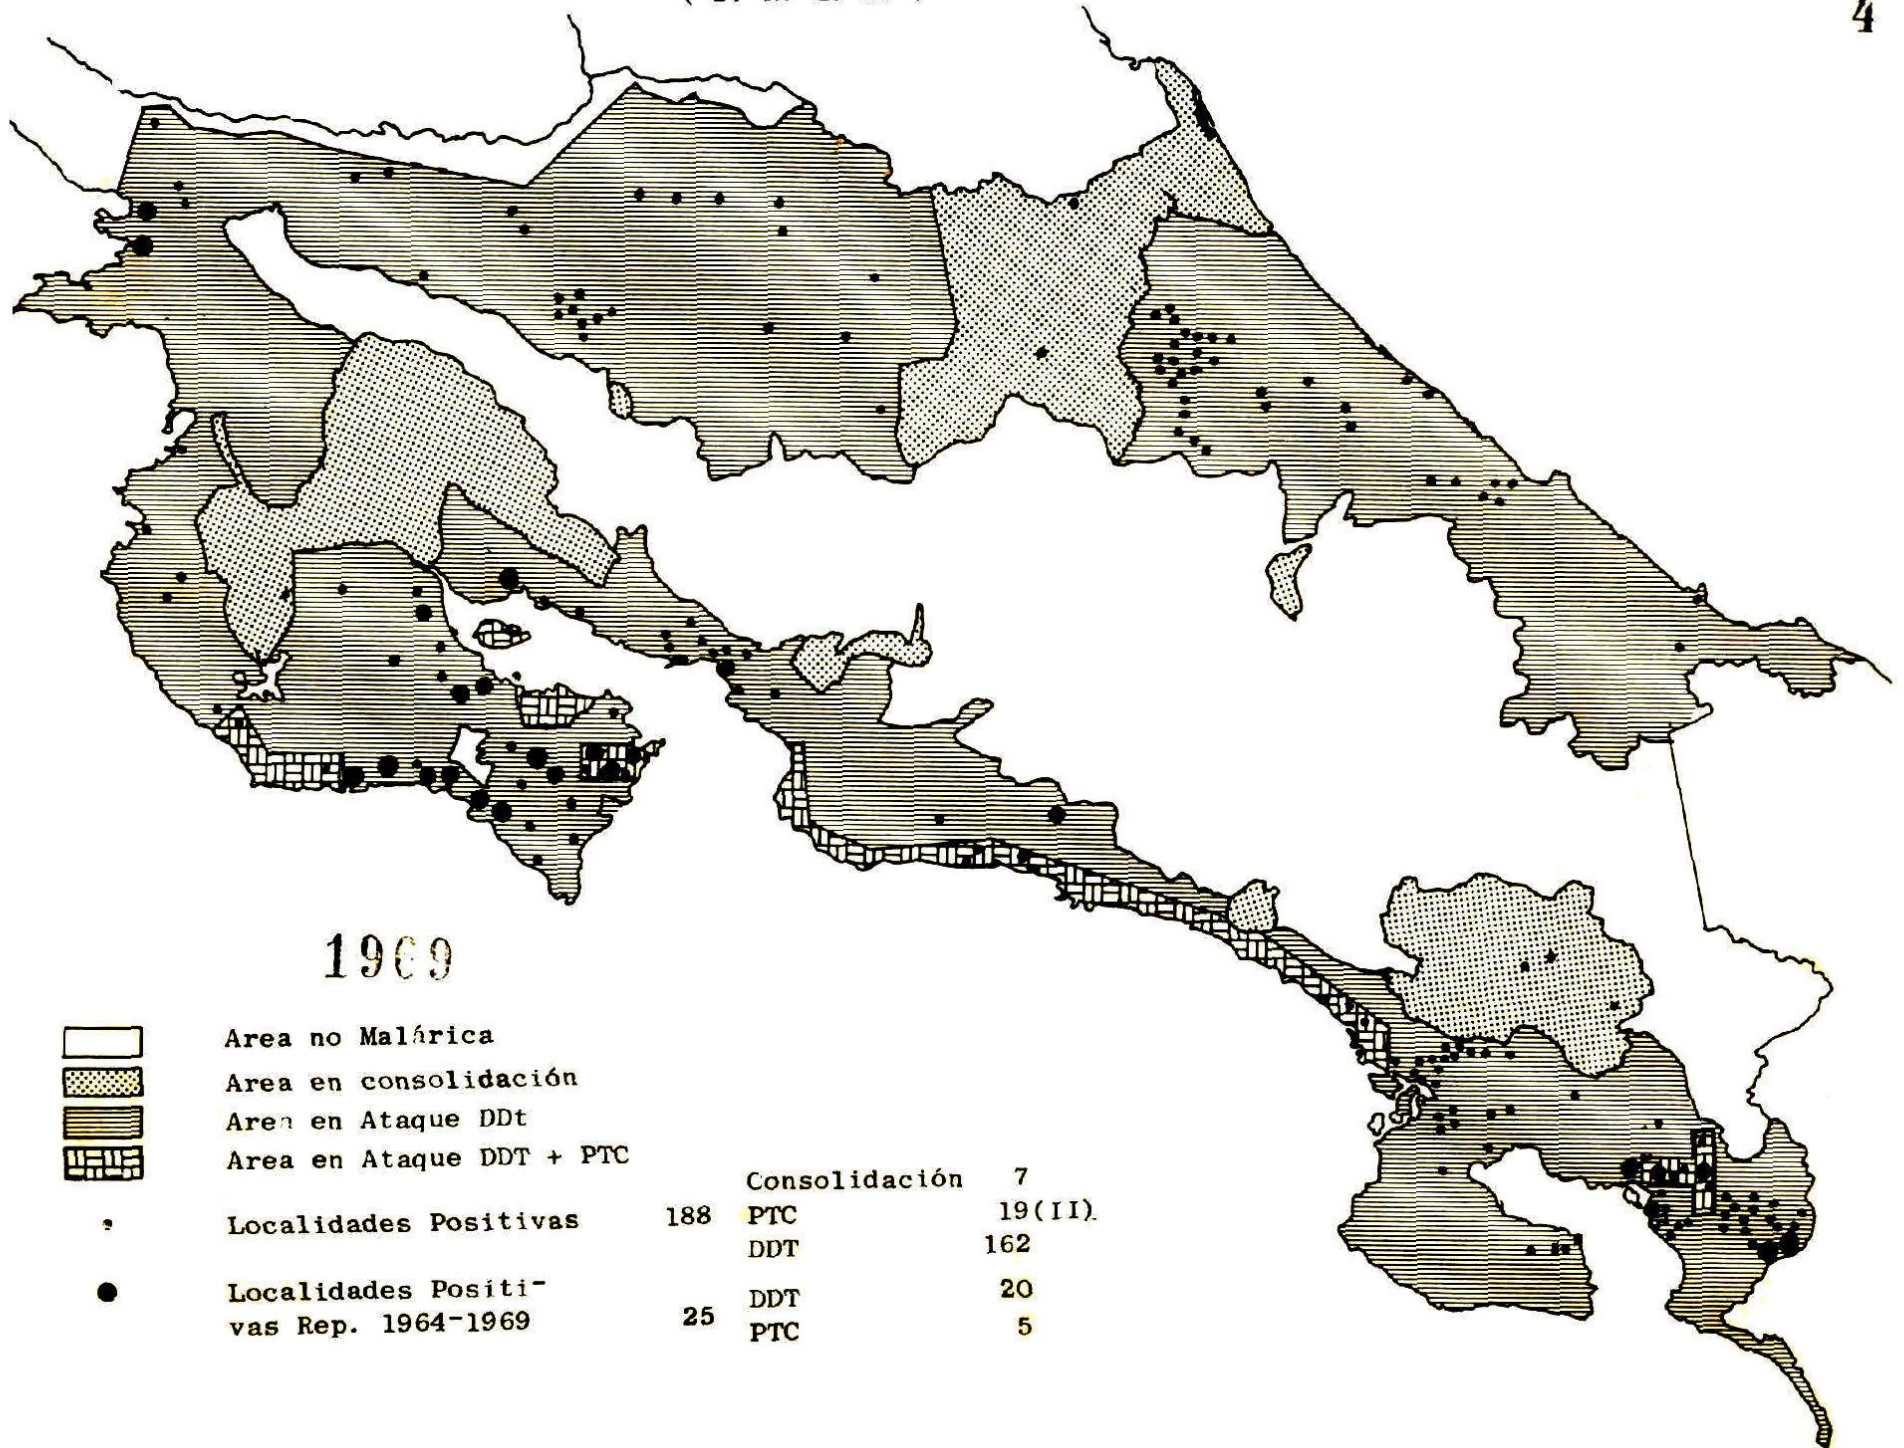 4
1969
Area no Malárica
Area en consolidación
Area en Ataque DDt
Area en Ataque DDT + PTC
Localidades Positivas 188
Consolidación 7
PTC 19(II)
DDT 162
Localidades Positi-
vas Rep. 1964-1969 25
DDT 20
PTC 5